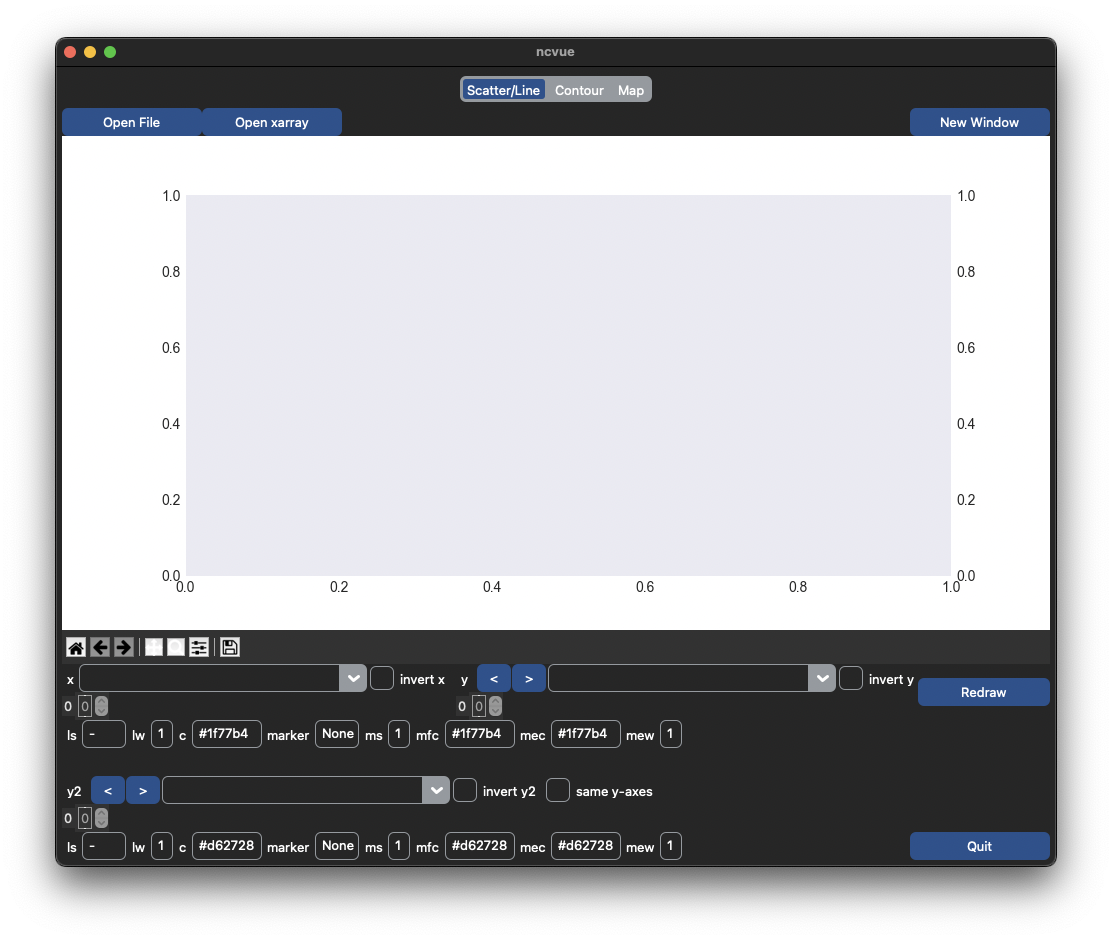 ncvue
Scatter/Line Contour Map
Open File Open xarray New Window
1.0 1.0
0.8 0.8
0.6 0.6
0.4 0.4
0.2 0.2
0.0 0.0
0.0 0.2 0.4 0.6 0.8 1.0
x invert x y < > invert y
Redraw
0 0 0 0
ls - lw 1 c #1f77b4 marker None ms 1 mfc #1f77b4 mec #1f77b4 mew 1
y2 < > invert y2 same y-axes
0 0
ls - lw 1 c #d62728 marker None ms 1 mfc #d62728 mec #d62728 mew 1
Quit